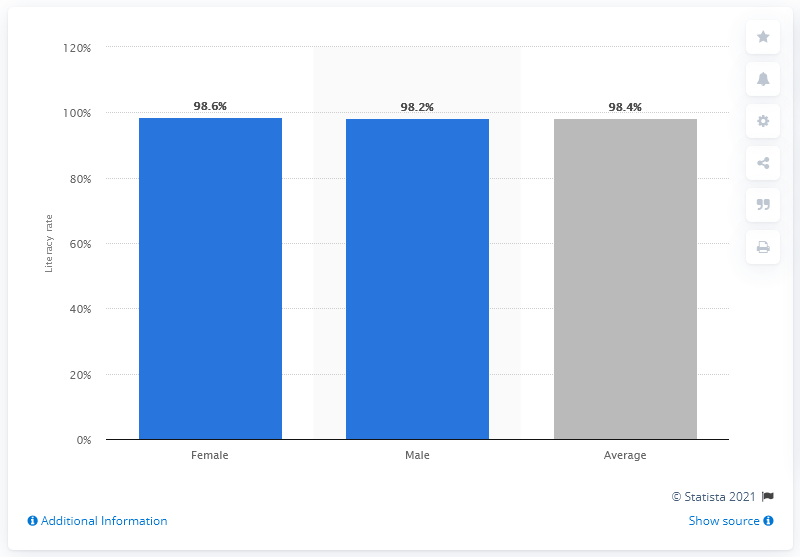 120%
100%
80%
60%
40%
20%
0%
Literacy rate
98.6%
98.2%
98.4%
Female
Male
Average
© Statista 2021
Additional Information
Show source